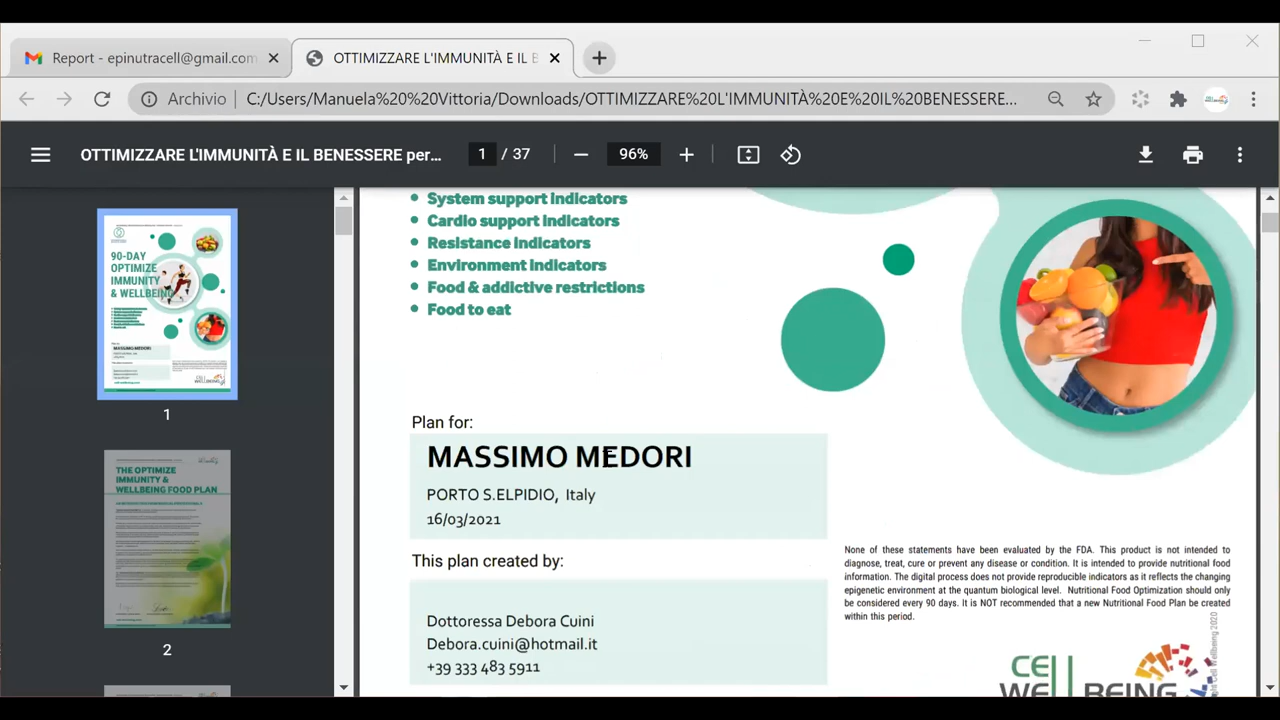 Report - epinutracell@gmail.com
OTTIMIZZARE L'IMMUNITÀ E IL B
Archivio
C:/Users/Manuela%20%20Vittoria/Downloads/OTTIMIZZARE%20L'IMMUNITÀ%20E%20IL%20BENESSERE...
OTTIMIZZARE L'IMMUNITÀ E IL BENESSERE per...
1 / 37
96%
90-DAY
OPTIMIZE
IMMUNITY
& WELLBEING
MASSIMO MEDORI
1
THE OPTIMIZE
IMMUNITY &
WELLBEING FOOD PLAN
2
System support indicators
Cardio support indicators
Resistance indicators
Environment indicators
Food & addictive restrictions
Food to eat
Plan for:
MASSIMO MEDORI
PORTO S.ELPIDIO, Italy
16/03/2021
This plan created by:
Dottoressa Debora Cuini
Debora.cuini@hotmail.it
+39 333 483 5911
None of these statements have been evaluated by the FDA. This product is not intended to
diagnose, treat, cure or prevent any disease or condition. It is intended to provide nutritional food
information. The digital process does not provide reproducible indicators as it reflects the changing
epigenetic environment at the quantum biological level. Nutritional Food Optimization should only
be considered every 90 days. It is NOT recommended that a new Nutritional Food Plan be created
within this period.
CELL
WELLBEING
Cell Wellbeing 2020